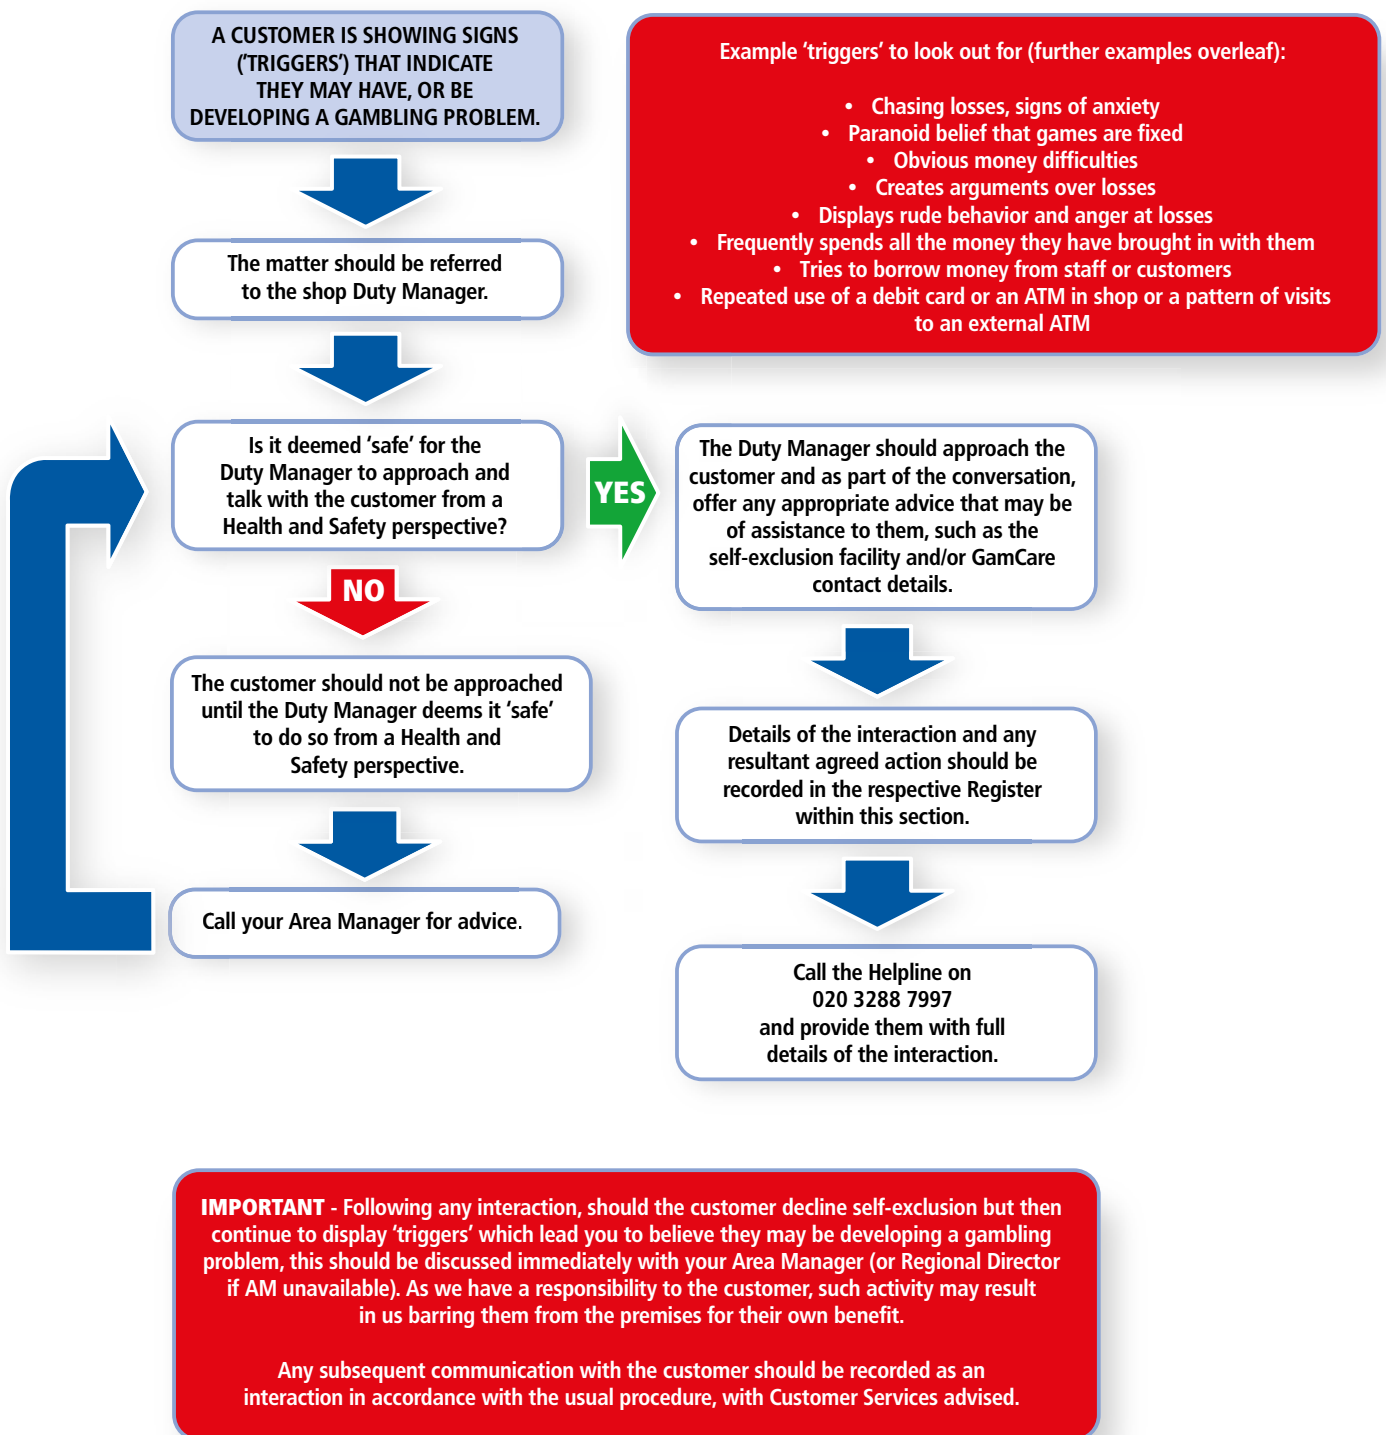 A CUSTOMER IS SHOWING SIGNS
(‘TRIGGERS’) THAT INDICATE
THEY MAY HAVE, OR BE
DEVELOPING A GAMBLING PROBLEM.
Example ‘triggers’ to look out for (further examples overleaf):
• Chasing losses, signs of anxiety
• Paranoid belief that games are fixed
• Obvious money difficulties
• Creates arguments over losses
• Displays rude behavior and anger at losses
• Frequently spends all the money they have brought in with them
• Tries to borrow money from staff or customers
• Repeated use of a debit card or an ATM in shop or a pattern of visits
to an external ATM
The matter should be referred
to the shop Duty Manager.
Is it deemed ‘safe’ for the
Duty Manager to approach and
talk with the customer from a
Health and Safety perspective?
YES
The Duty Manager should approach the
customer and as part of the conversation,
offer any appropriate advice that may be
of assistance to them, such as the
self-exclusion facility and/or GamCare
contact details.
NO
The customer should not be approached
until the Duty Manager deems it ‘safe’
to do so from a Health and
Safety perspective.
Details of the interaction and any
resultant agreed action should be
recorded in the respective Register
within this section.
Call your Area Manager for advice.
Call the Helpline on
020 3288 7997
and provide them with full
details of the interaction.
IMPORTANT - Following any interaction, should the customer decline self-exclusion but then
continue to display ‘triggers’ which lead you to believe they may be developing a gambling
problem, this should be discussed immediately with your Area Manager (or Regional Director
if AM unavailable). As we have a responsibility to the customer, such activity may result
in us barring them from the premises for their own benefit.
Any subsequent communication with the customer should be recorded as an
interaction in accordance with the usual procedure, with Customer Services advised.